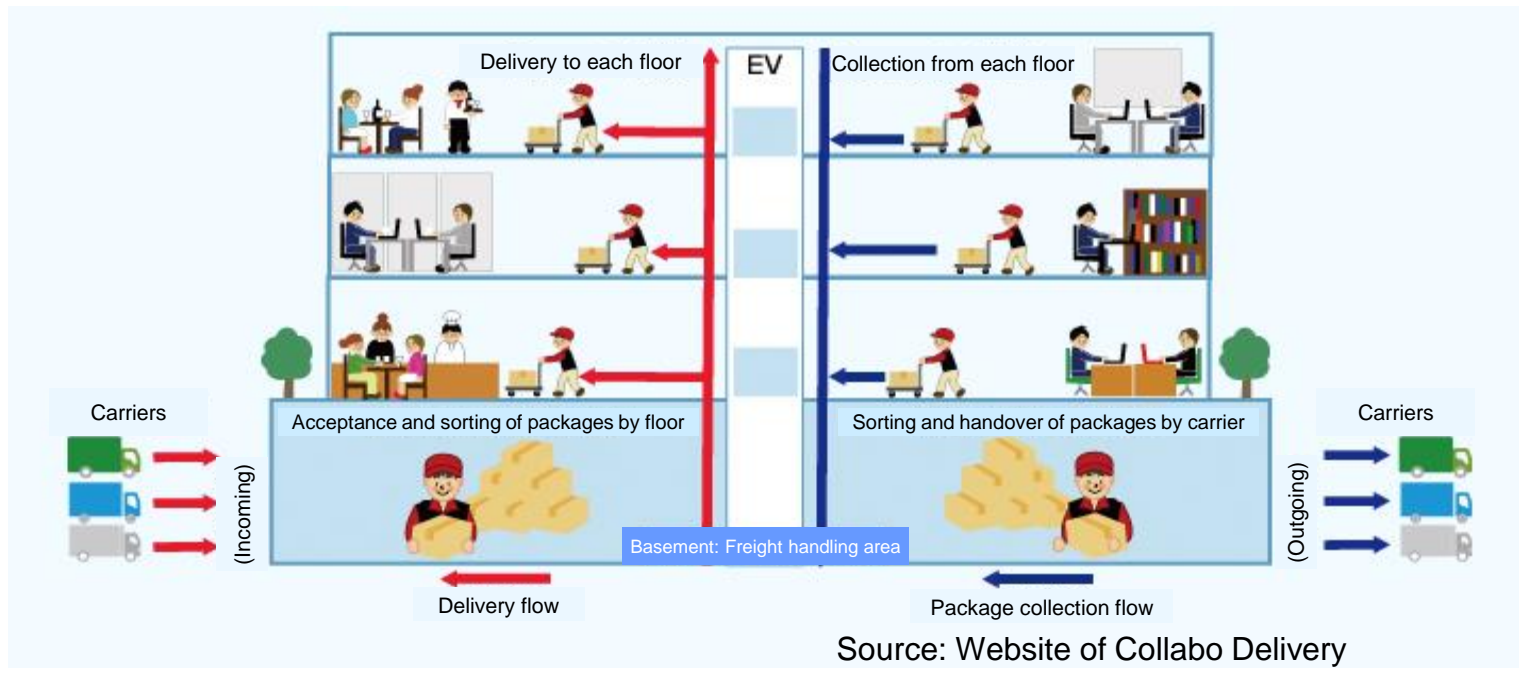 Delivery to each floor
EV
Collection from each floor
Carriers
Acceptance and sorting of packages by floor
Sorting and handover of packages by carrier
Carriers
(Incoming)
(Outgoing)
Basement: Freight handling area
Delivery flow
Package collection flow
Source: Website of Collabo Delivery